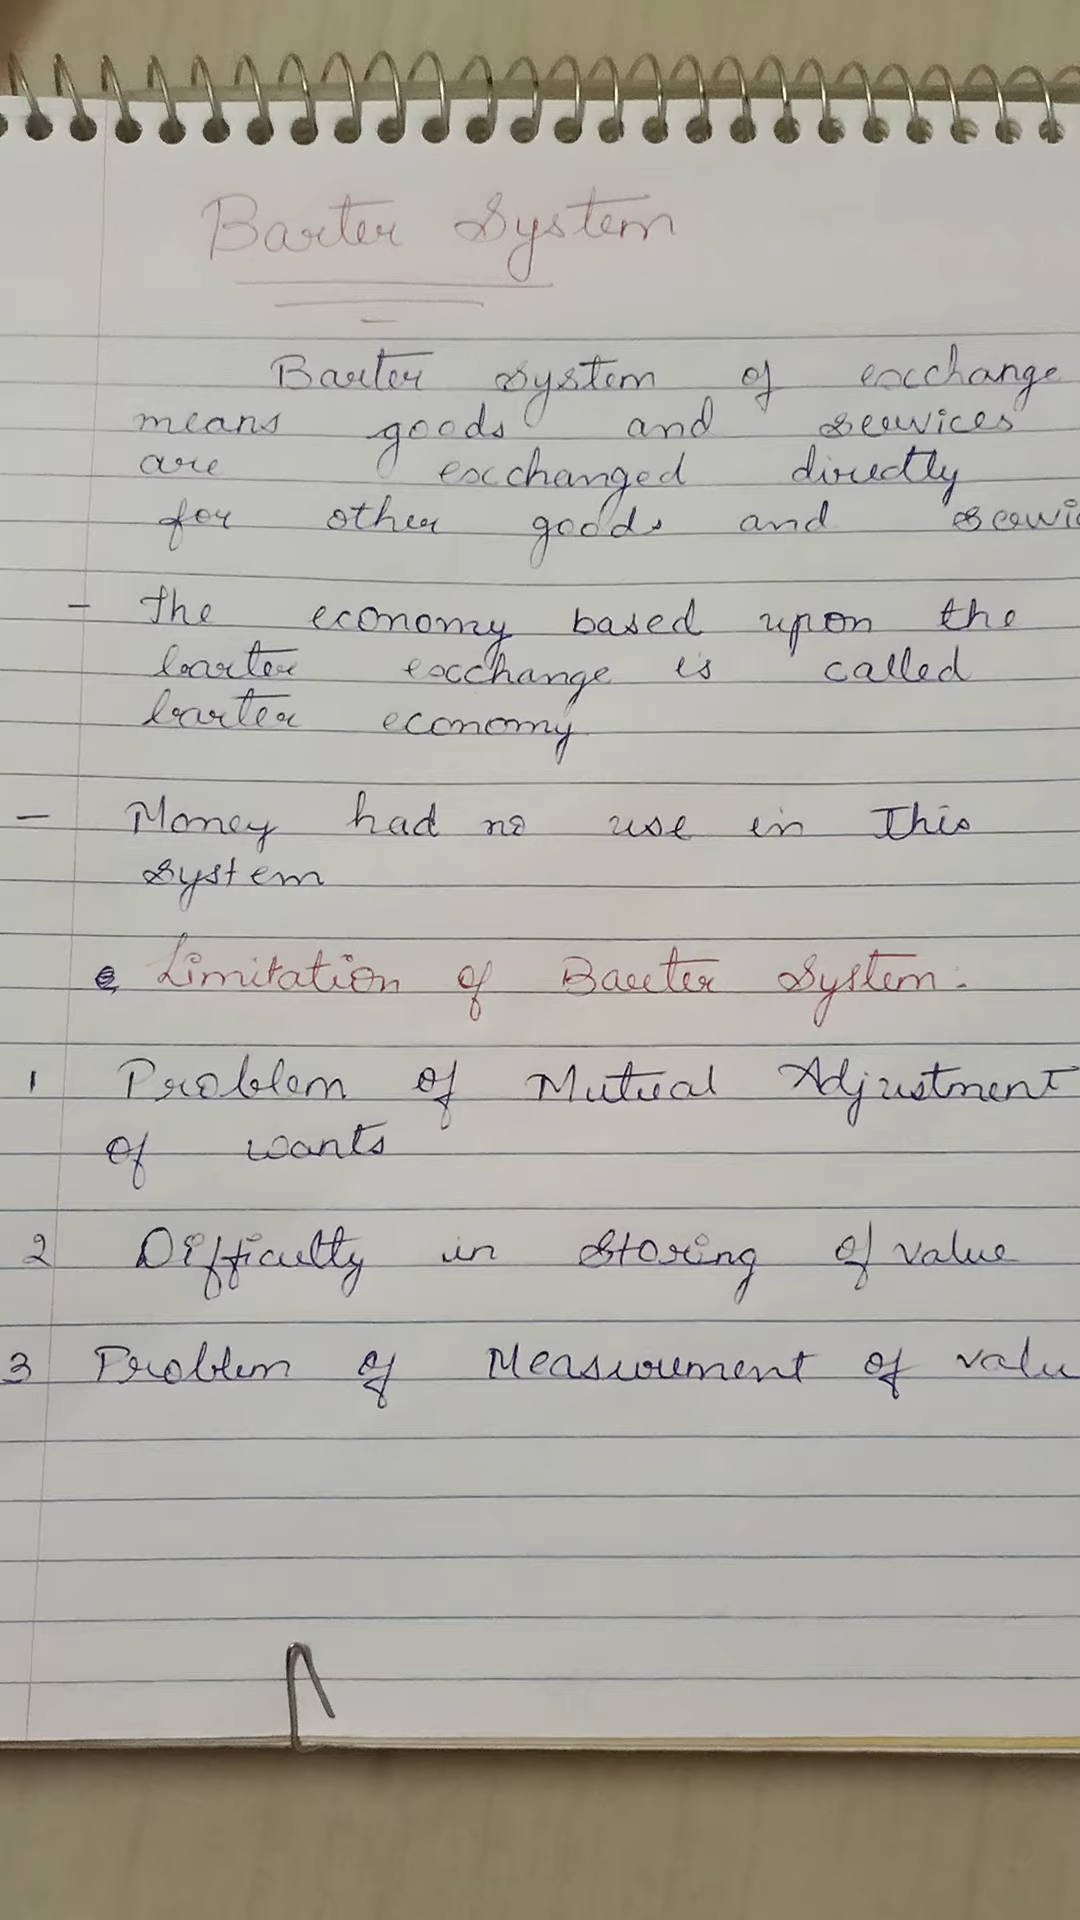 Barter System
Barter system of exchange
means goods and services
are exchanged directly
for other goods and servic
- The economy based upon the
barter exchange is called
barter economy
- Money had no use in This
system
Limitation of Barter System.
1 Problem of Mutual Adjustment
of wants
2 Difficulty in Storing of value
3 Problem of Measurement of valu